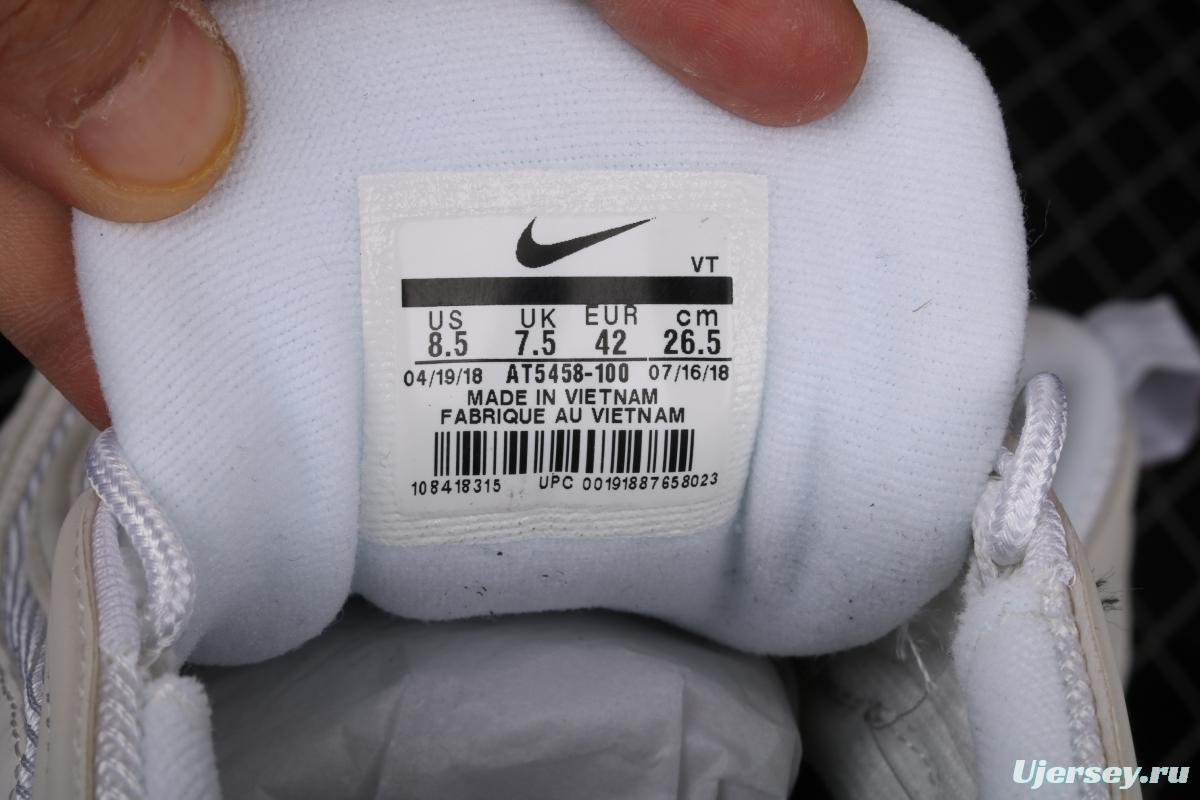 VT
US UK EUR cm
8.5 7.5 42 26.5
04/19/18 AT5458-100 07/16/18
MADE IN VIETNAM
FABRIQUE AU VIETNAM
108418315 UPC 00191887658023
Ujersey.ru